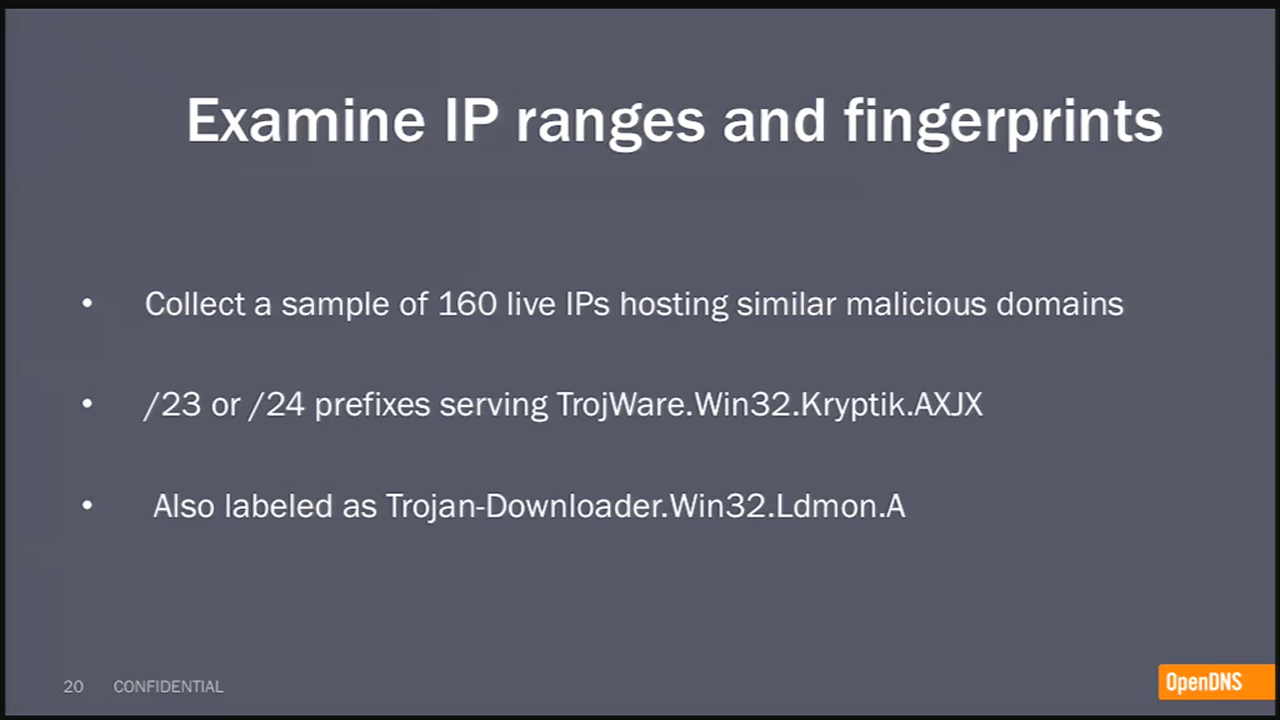 Examine IP ranges and fingerprints
• Collect a sample of 160 live IPs hosting similar malicious domains
• /23 or /24 prefixes serving TrojWare.Win32.Kryptik.AXJX
• Also labeled as Trojan-Downloader.Win32.Ldmon.A
20 CONFIDENTIAL
OpenDNS